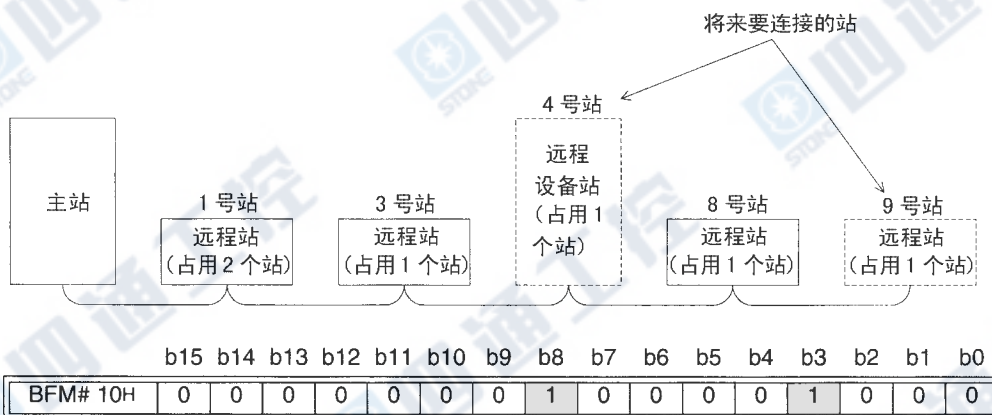 将来要连接的站
4 号站
远程
设备站
（占用 1
个站）
主站
1 号站
远程站
（占用 2 个站）
3 号站
远程站
（占用 1 个站）
8 号站
远程站
（占用 1 个站）
9 号站
远程站
（占用 1 个站）
b15 b14 b13 b12 b11 b10 b9 b8 b7 b6 b5 b4 b3 b2 b1 b0
BFM# 10H 0 0 0 0 0 0 0 1 0 0 0 0 1 0 0 0
四通工控
STONE